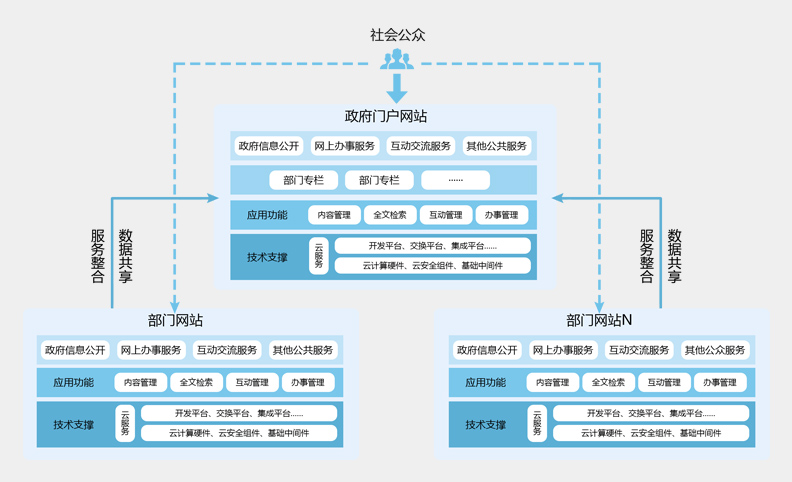 社会公众
政府门户网站
政府信息公开 网上办事服务 互动交流服务 其他公共服务
部门专栏 部门专栏 ......
应用功能 内容管理 全文检索 互动管理 办事管理
技术支撑 云服务 开发平台、交换平台、集成平台......
云计算硬件、云安全组件、基础中间件
服务整合 数据共享
服务整合 数据共享
部门网站
政府信息公开 网上办事服务 互动交流服务 其他公共服务
应用功能 内容管理 全文检索 互动管理 办事管理
技术支撑 云服务 开发平台、交换平台、集成平台......
云计算硬件、云安全组件、基础中间件
部门网站N
政府信息公开 网上办事服务 互动交流服务 其他公众服务
应用功能 内容管理 全文检索 互动管理 办事管理
技术支撑 云服务 开发平台、交换平台、集成平台......
云计算硬件、云安全组件、基础中间件